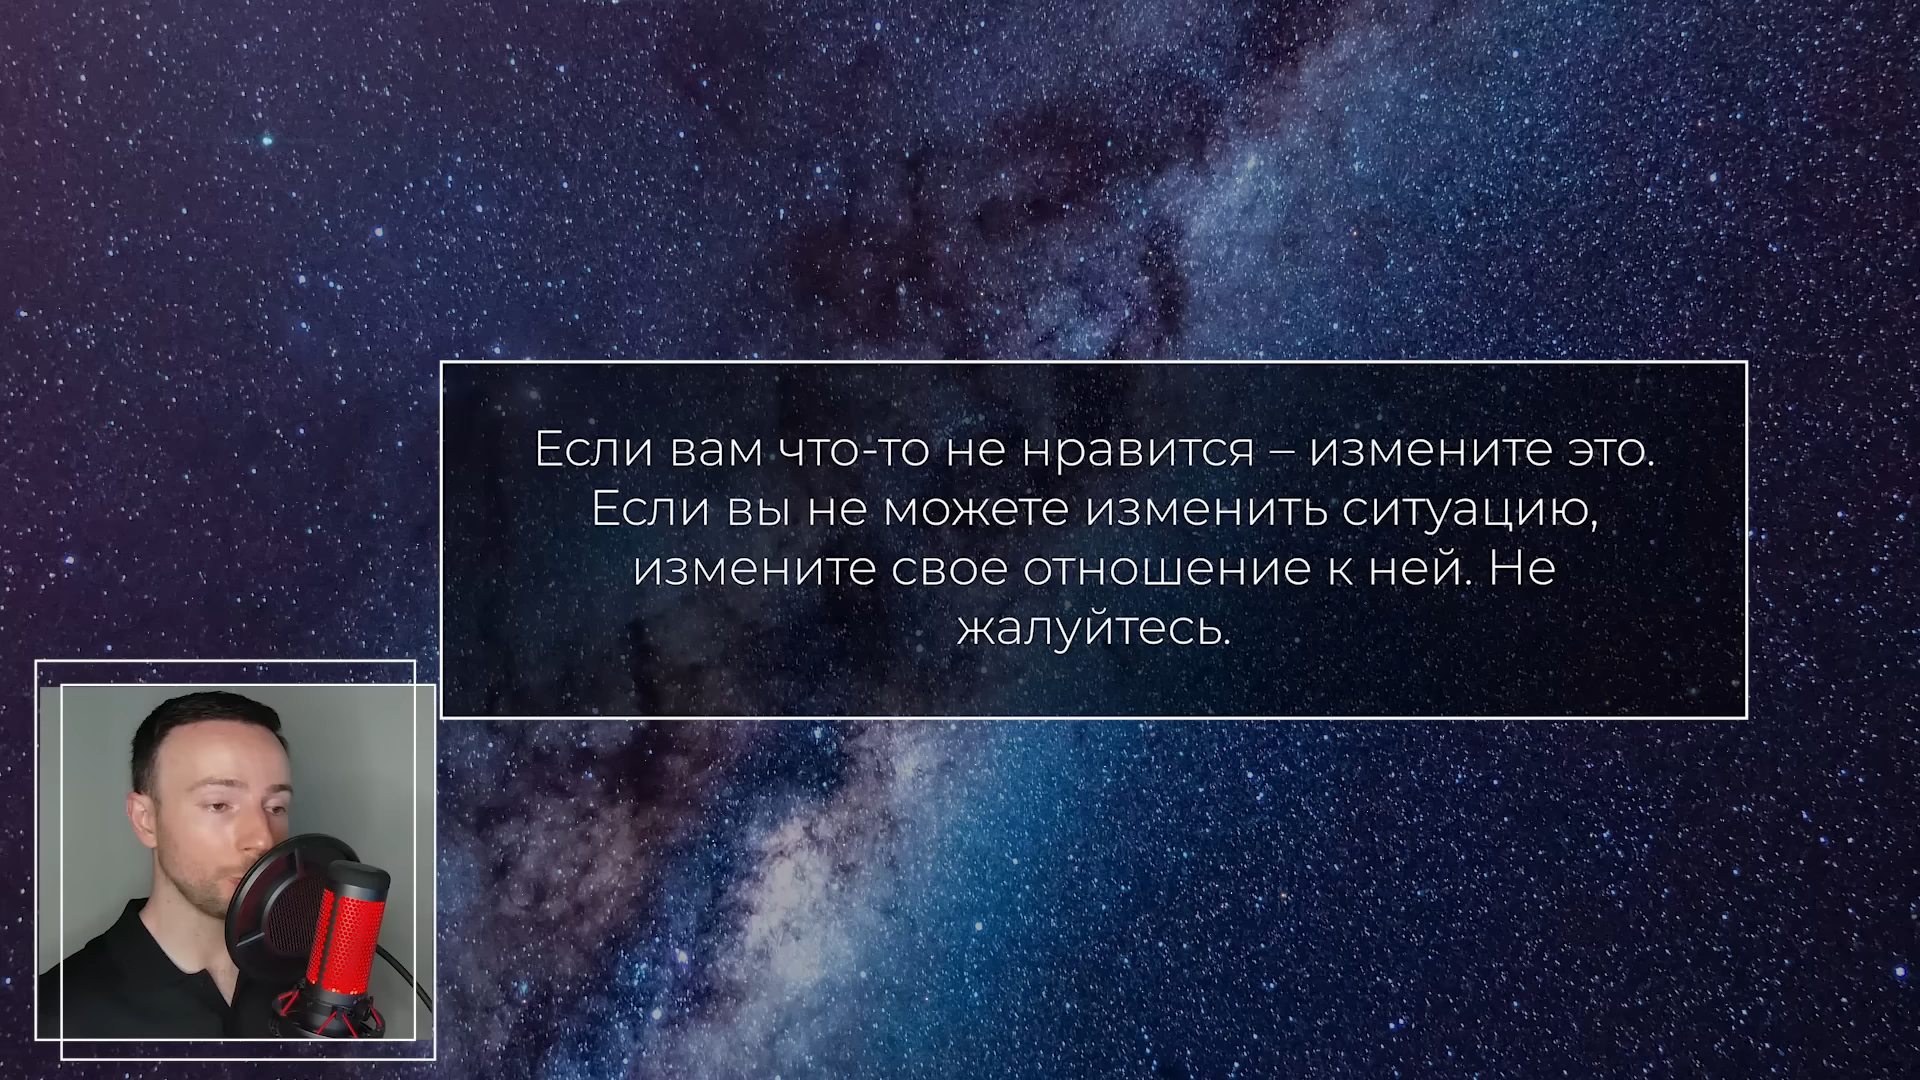 Если вам что-то не нравится – измените это.
Если вы не можете изменить ситуацию,
измените свое отношение к ней. Не
жалуйтесь.